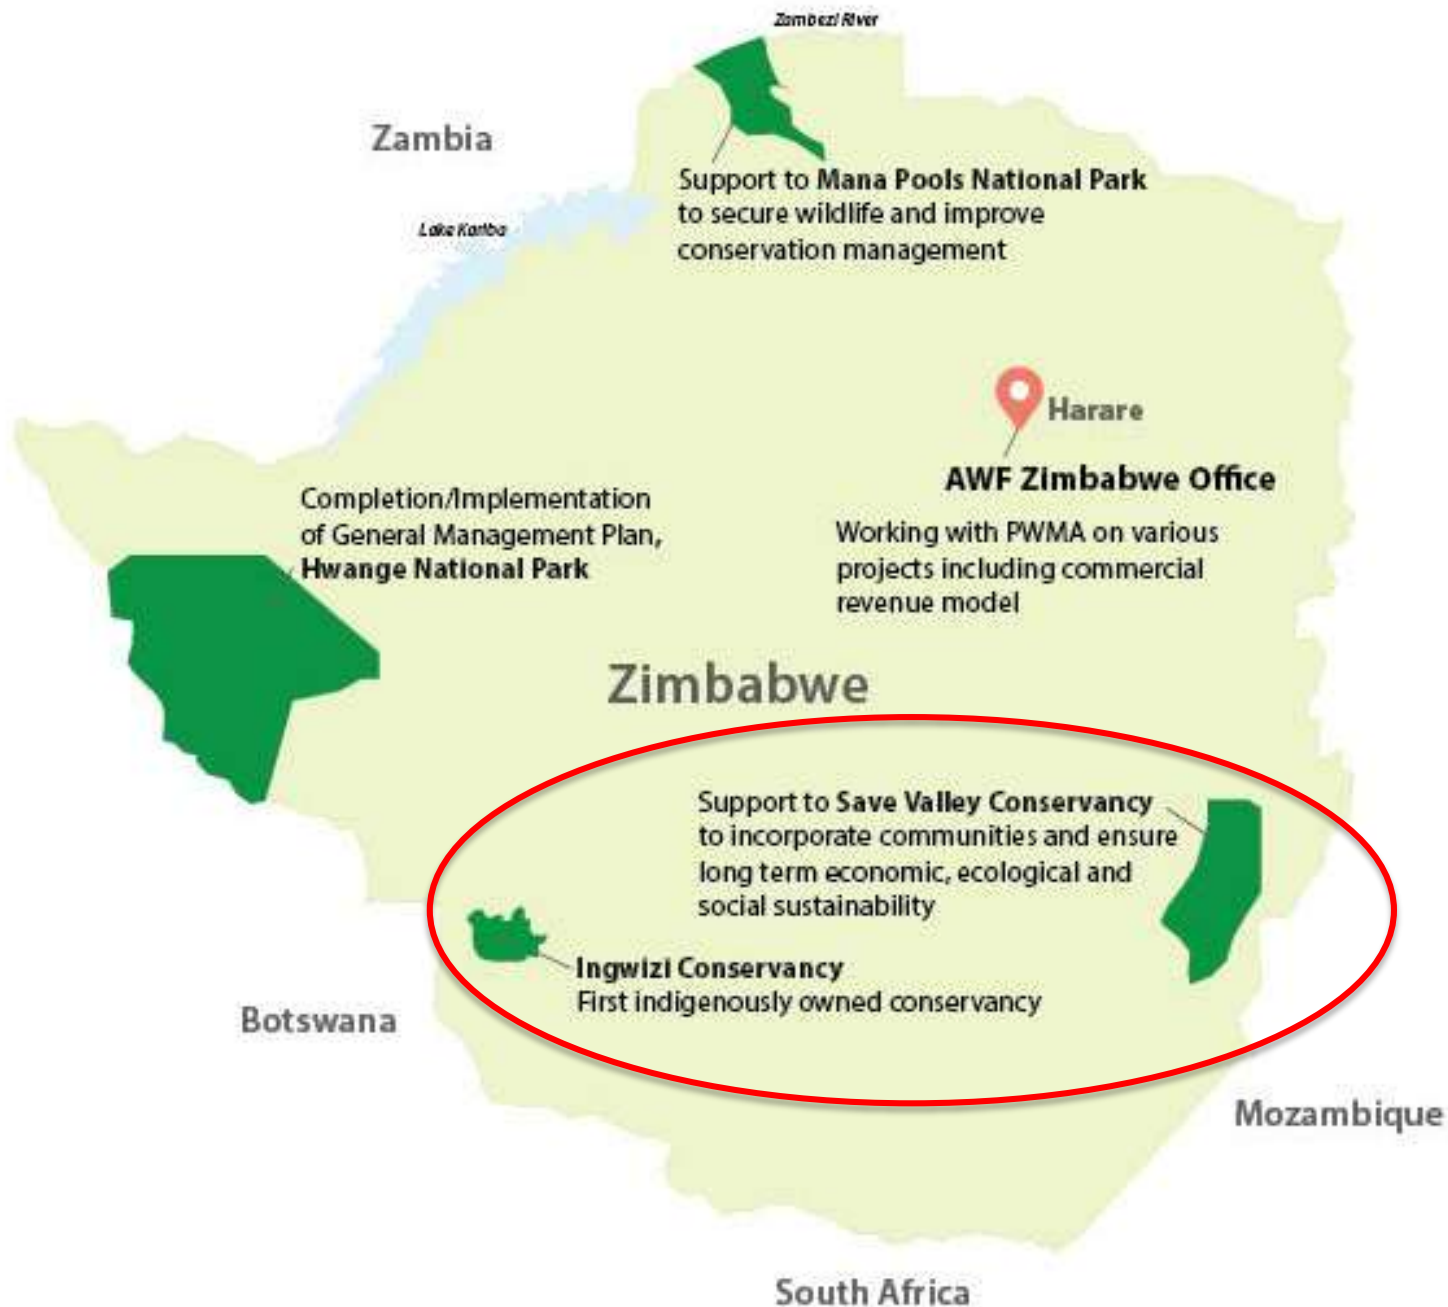 Zambezi River
Zambia
Support to Mana Pools National Park
to secure wildlife and improve
conservation management
Lake Kariba
Harare
AWF Zimbabwe Office
Working with PWMA on various
projects including commercial
revenue model
Completion/Implementation
of General Management Plan,
Hwange National Park
Zimbabwe
Support to Save Valley Conservancy
to incorporate communities and ensure
long term economic, ecological and
social sustainability
Ingwizi Conservancy
First indigenously owned conservancy
Botswana
Mozambique
South Africa